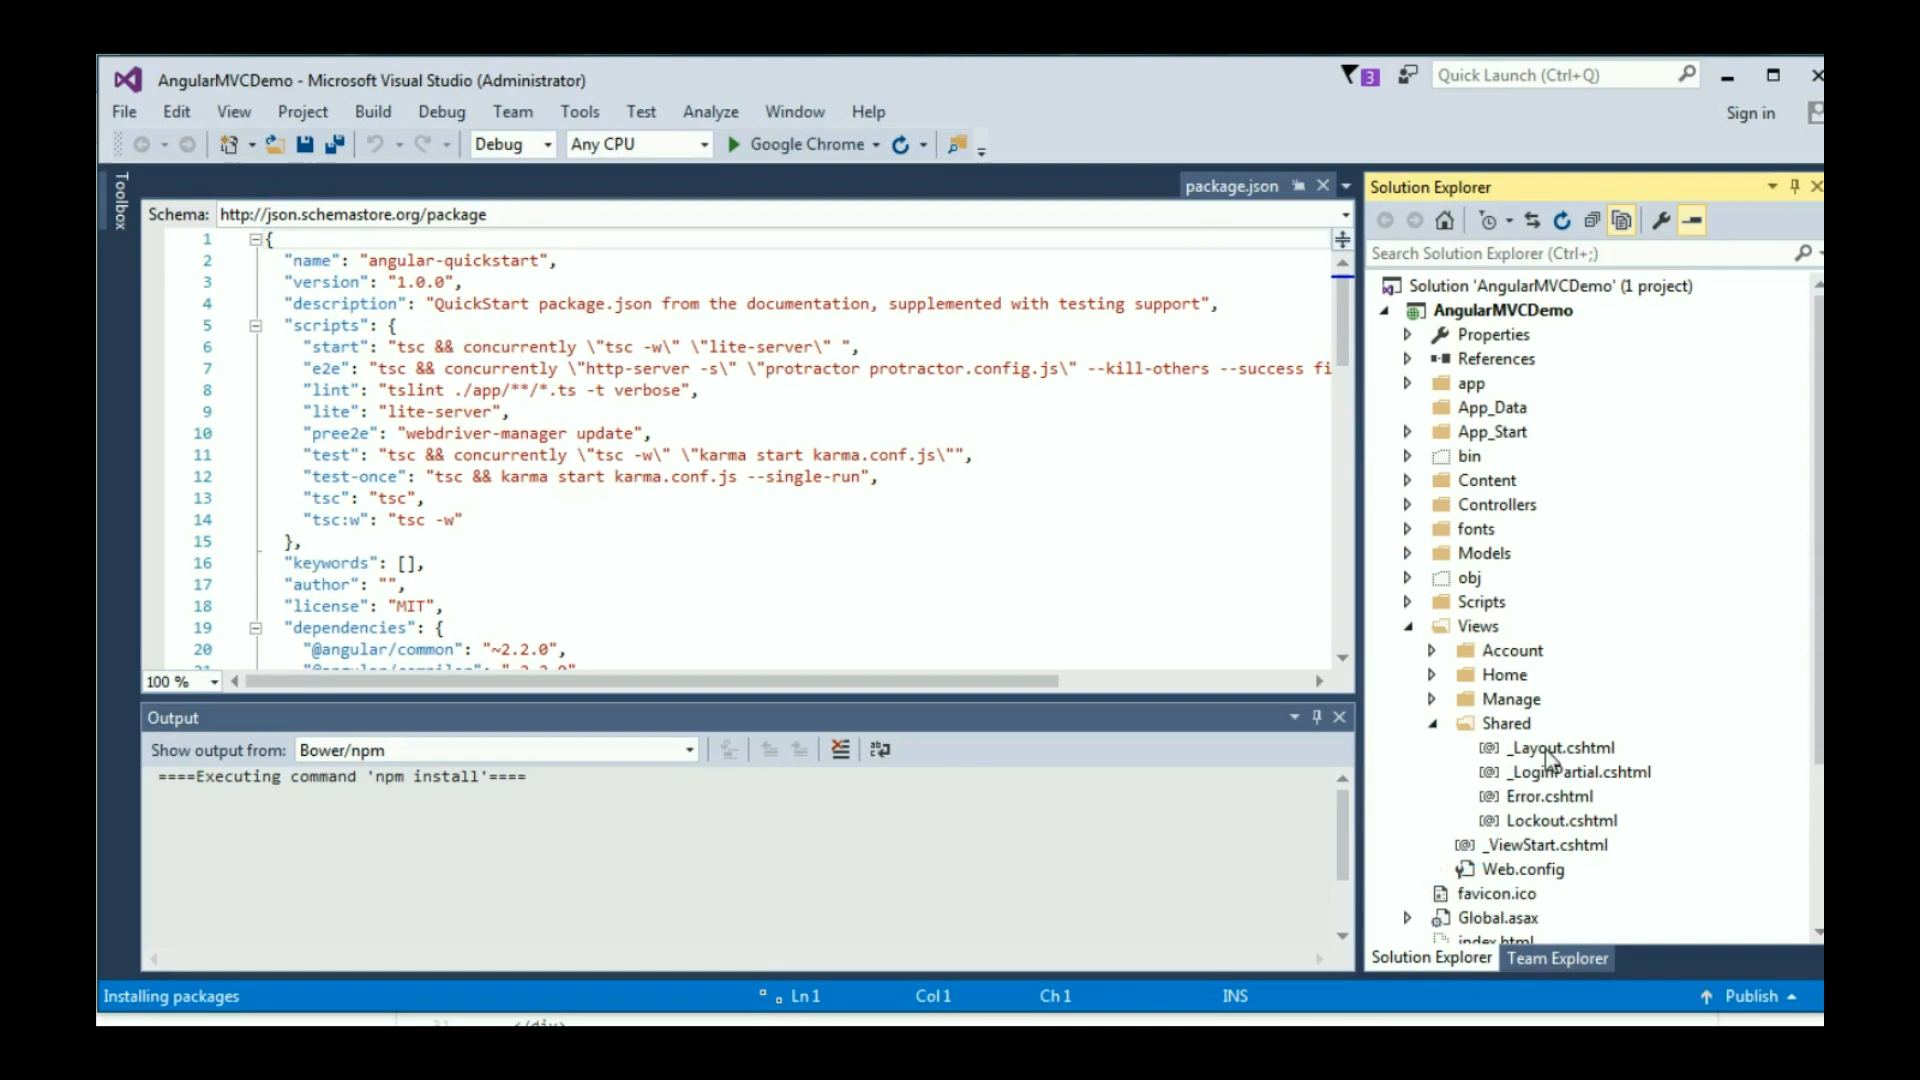 AngularMVCDemo - Microsoft Visual Studio (Administrator)
3
Quick Launch (Ctrl+Q)
File Edit View Project Build Debug Team Tools Test Analyze Window Help
Sign in
Debug Any CPU Google Chrome
Toolbox
package.json
Schema: http://json.schemastore.org/package
1 {
2 "name": "angular-quickstart",
3 "version": "1.0.0",
4 "description": "QuickStart package.json from the documentation, supplemented with testing support",
5 "scripts": {
6 "start": "tsc && concurrently \"tsc -w\" \"lite-server\" ",
7 "e2e": "tsc && concurrently \"http-server -s\" \"protractor protractor.config.js\" --kill-others --success fi
8 "lint": "tslint ./app/**/*.ts -t verbose",
9 "lite": "lite-server",
10 "pree2e": "webdriver-manager update",
11 "test": "tsc && concurrently \"tsc -w\" \"karma start karma.conf.js\"",
12 "test-once": "tsc && karma start karma.conf.js --single-run",
13 "tsc": "tsc",
14 "tsc:w": "tsc -w"
15 },
16 "keywords": [],
17 "author": "",
18 "license": "MIT",
19 "dependencies": {
20 "@angular/common": "~2.2.0",
100 %
Output
Show output from: Bower/npm
====Executing command 'npm install'====
Solution Explorer
Search Solution Explorer (Ctrl+;)
Solution 'AngularMVCDemo' (1 project)
AngularMVCDemo
Properties
References
app
App_Data
App_Start
bin
Content
Controllers
fonts
Models
obj
Scripts
Views
Account
Home
Manage
Shared
_Layout.cshtml
_LoginPartial.cshtml
Error.cshtml
Lockout.cshtml
_ViewStart.cshtml
Web.config
favicon.ico
Global.asax
index.html
Solution Explorer Team Explorer
Installing packages Ln 1 Col 1 Ch 1 INS Publish